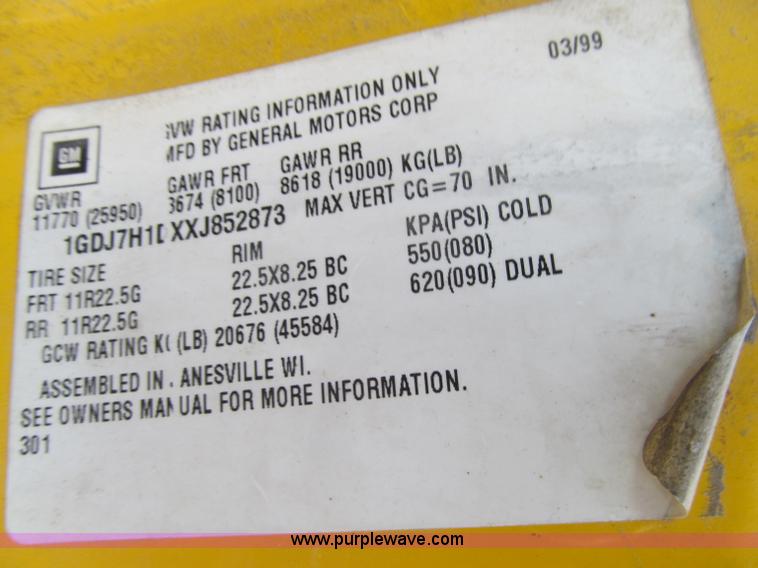 03/99
GM
GVW RATING INFORMATION ONLY
MFD BY GENERAL MOTORS CORP
GVWR GAWR FRT GAWR RR
11770 (25950) 3674 (8100) 8618 (19000) KG(LB)
1GDJ7H1D XXJ852873 MAX VERT CG=70 IN.
TIRE SIZE RIM KPA(PSI) COLD
FRT 11R22.5G 22.5X8.25 BC 550(080)
RR 11R22.5G 22.5X8.25 BC 620(090) DUAL
GCW RATING K( (LB) 20676 (45584)
ASSEMBLED IN JANESVILLE WI.
SEE OWNERS MANUAL FOR MORE INFORMATION.
301
www.purplewave.com